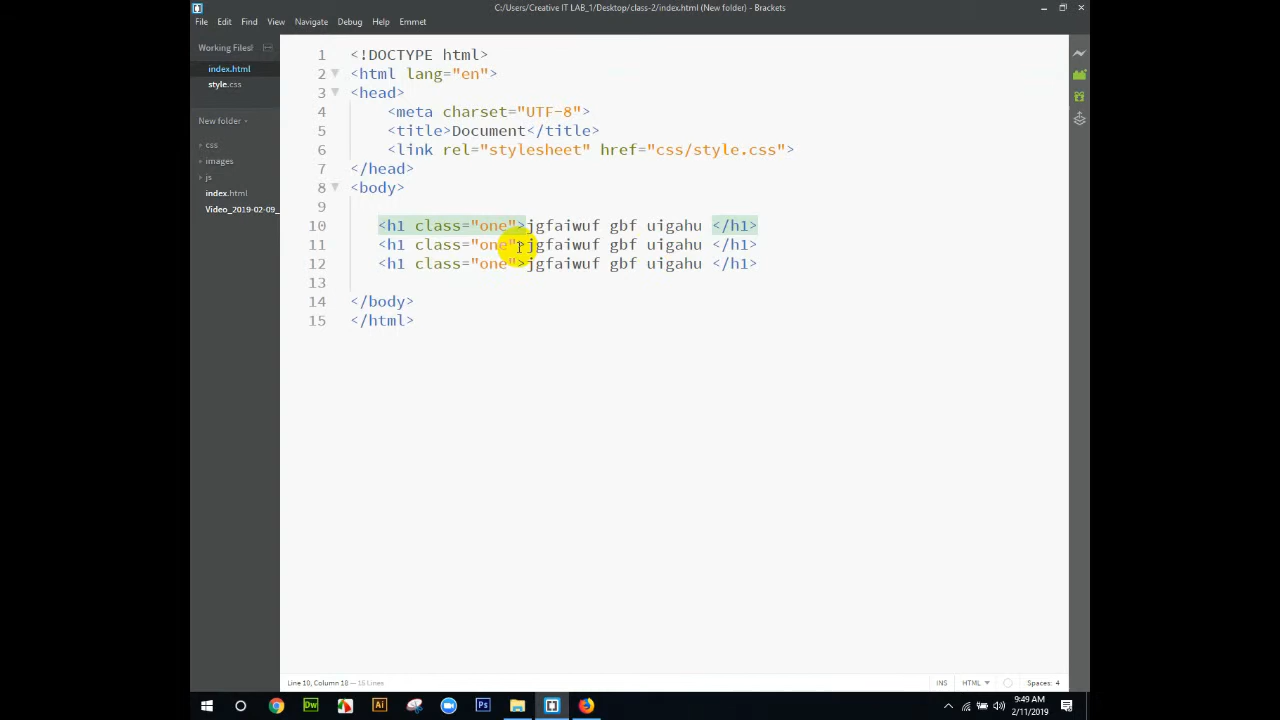 C:/Users/Creative IT LAB_1/Desktop/class-2/index.html (New folder) - Brackets
File Edit Find View Navigate Debug Help Emmet
Working Files
index.html
style.css
New folder
css
images
js
index.html
Video_2019-02-09_
1 <!DOCTYPE html>
2 <html lang="en">
3 <head>
4 <meta charset="UTF-8">
5 <title>Document</title>
6 <link rel="stylesheet" href="css/style.css">
7 </head>
8 <body>
9
10 <h1 class="one">jgfaiwuf gbf uigahu </h1>
11 <h1 class="one">jgfaiwuf gbf uigahu </h1>
12 <h1 class="one">jgfaiwuf gbf uigahu </h1>
13
14 </body>
15 </html>
Line 10, Column 18 — 15 Lines
INS HTML Spaces: 4
Dw Ai Ps
9:49 AM
2/11/2019